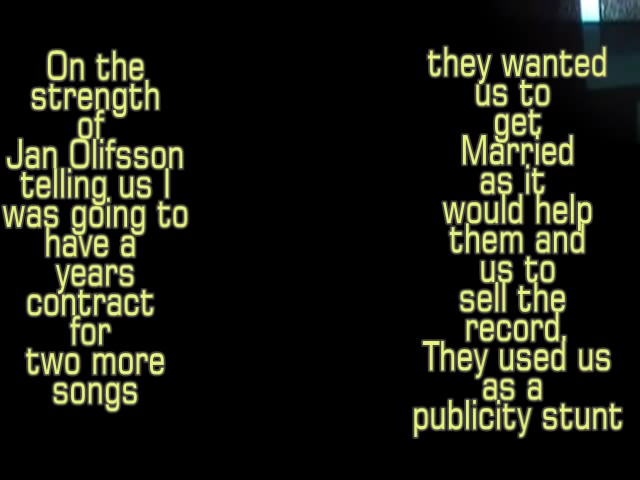 On the
strength
of
Jan Olifsson
telling us I
was going to
have a
years
contract
for
two more
songs
they wanted
us to
get
Married
as it
would help
them and
us to
sell the
record,
They used us
as a
publicity stunt